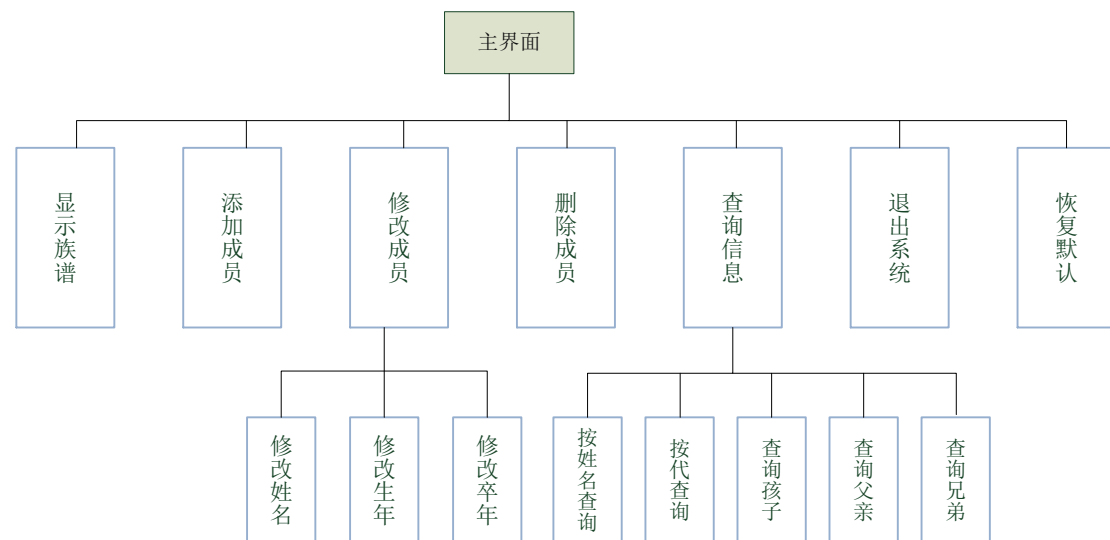 主界面
显示族谱
添加成员
修改成员
删除成员
查询信息
退出系统
恢复默认
修改姓名
修改生年
修改卒年
按姓名查询
按代查询
查询孩子
查询父亲
查询兄弟